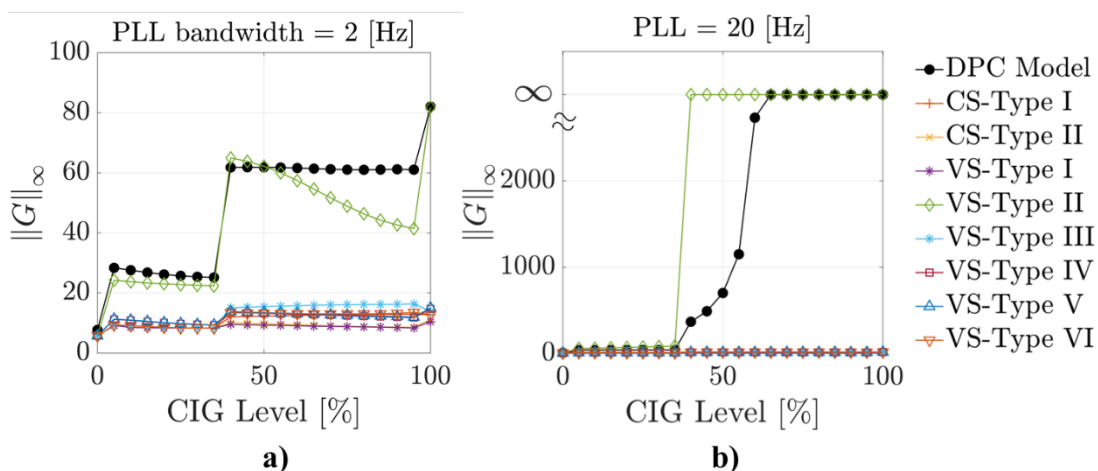 PLL bandwidth = 2 [Hz]
100
80
60
40
20
0
‖G‖∞
0
50
100
CIG Level [%]
a)
PLL = 20 [Hz]
∞
≈
2000
1000
0
‖G‖∞
0
50
100
CIG Level [%]
b)
DPC Model
CS-Type I
CS-Type II
VS-Type I
VS-Type II
VS-Type III
VS-Type IV
VS-Type V
VS-Type VI